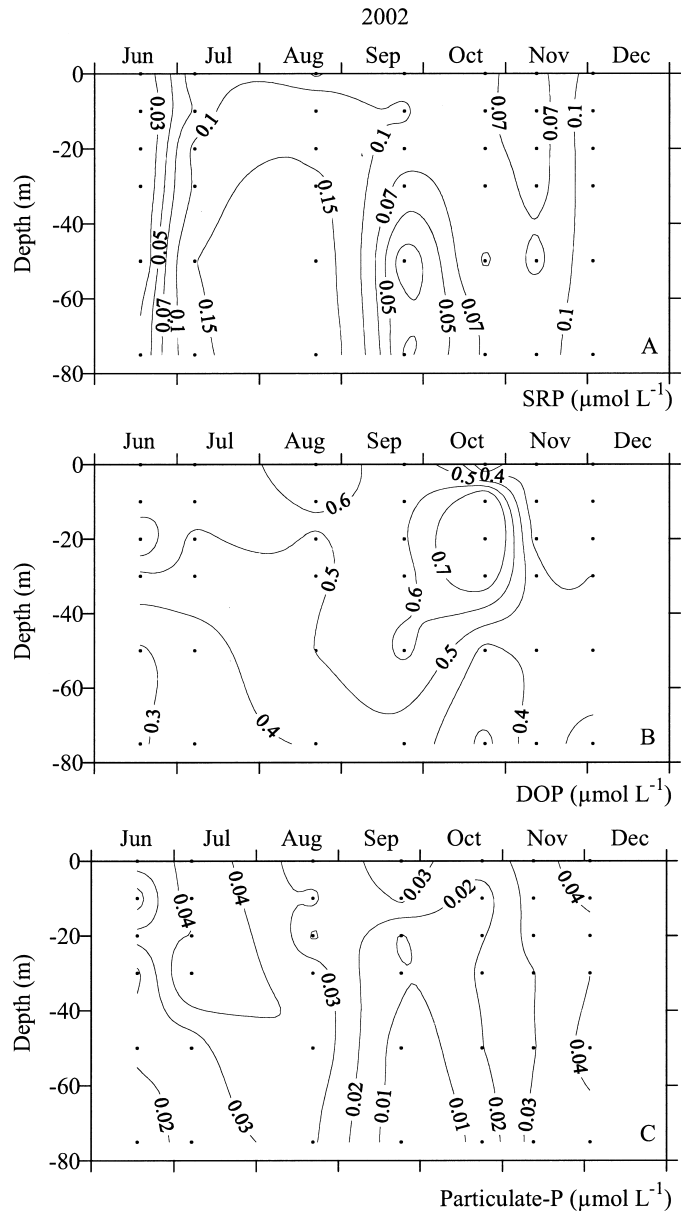 2002
Jun Jul Aug Sep Oct Nov Dec
0
0.03 0.1 0.07 0.07 0.1
-20
0.1
0.15 0.07
-40
Depth (m)
0.05
-60
0.07 0.1 0.15 0.05 0.05 0.07 0.1
A
-80
SRP (µmol L⁻¹)
Jun Jul Aug Sep Oct Nov Dec
0
0.6 0.5 0.4
-20
0.5 0.7
0.6
-40
Depth (m)
0.5
-60
0.3 0.4 0.4
B
-80
DOP (µmol L⁻¹)
Jun Jul Aug Sep Oct Nov Dec
0
0.04 0.04 0.03 0.02 0.04
-20
0.03
-40
Depth (m)
0.04
-60
0.02 0.03 0.02 0.01 0.01 0.02 0.03
C
-80
Particulate-P (µmol L⁻¹)